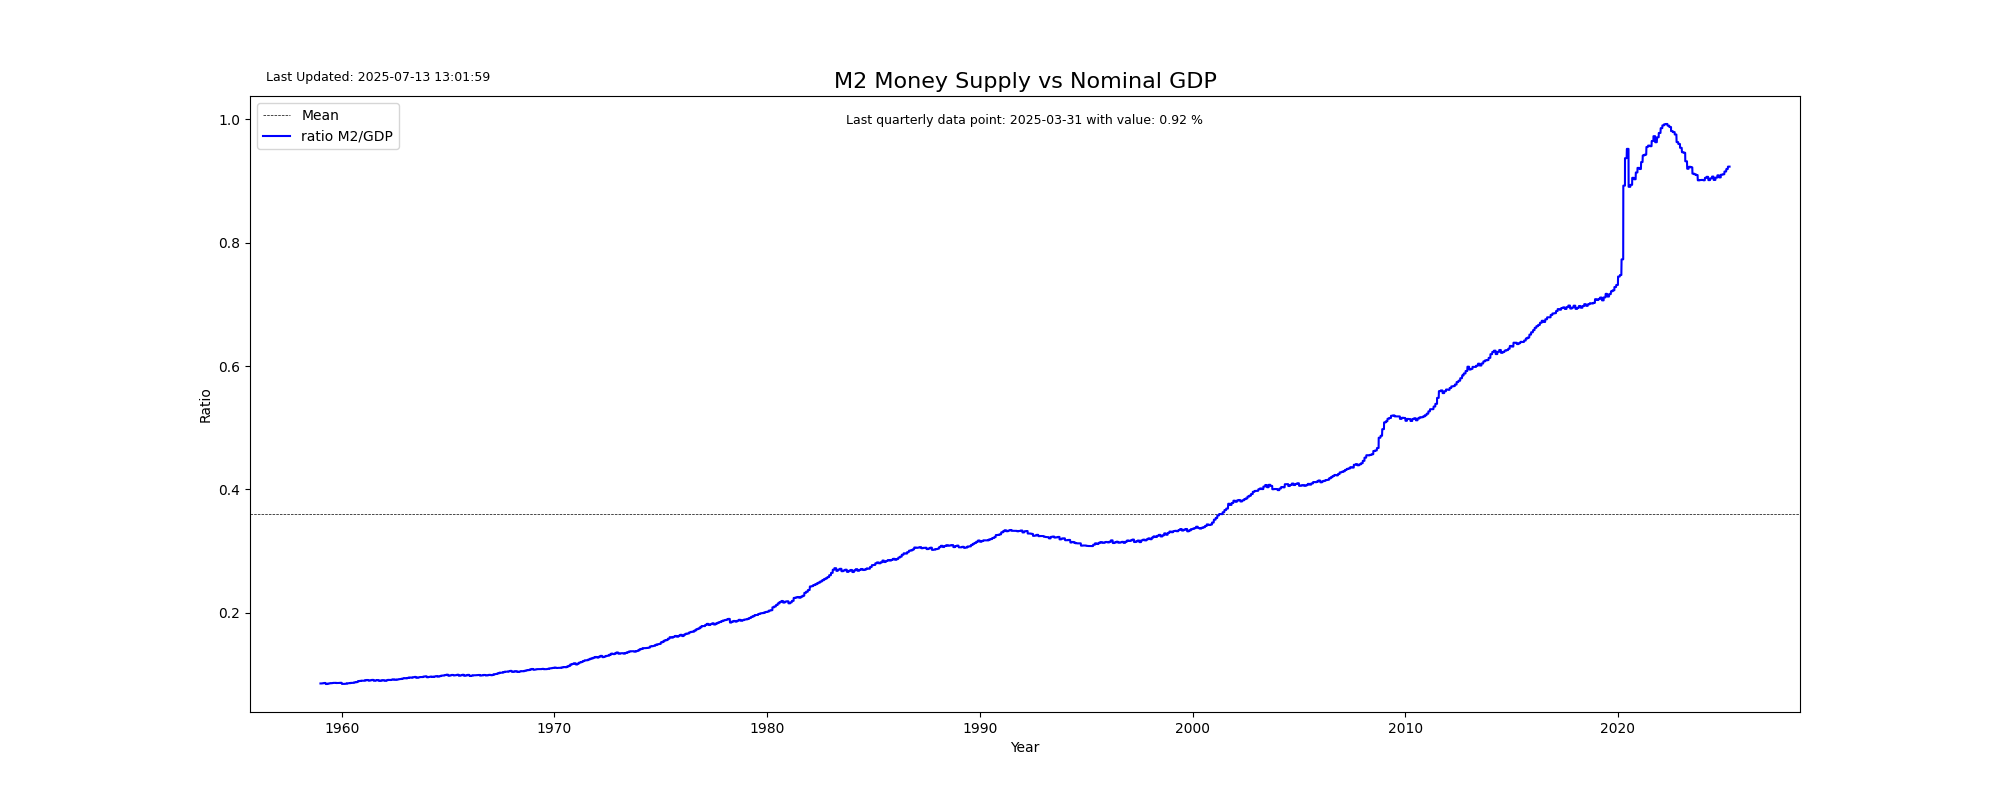 Last Updated: 2025-07-13 13:01:59
M2 Money Supply vs Nominal GDP
Last quarterly data point: 2025-03-31 with value: 0.92 %
Mean
ratio M2/GDP
1.0
0.8
0.6
0.4
0.2
Ratio
1960 1970 1980 1990 2000 2010 2020
Year